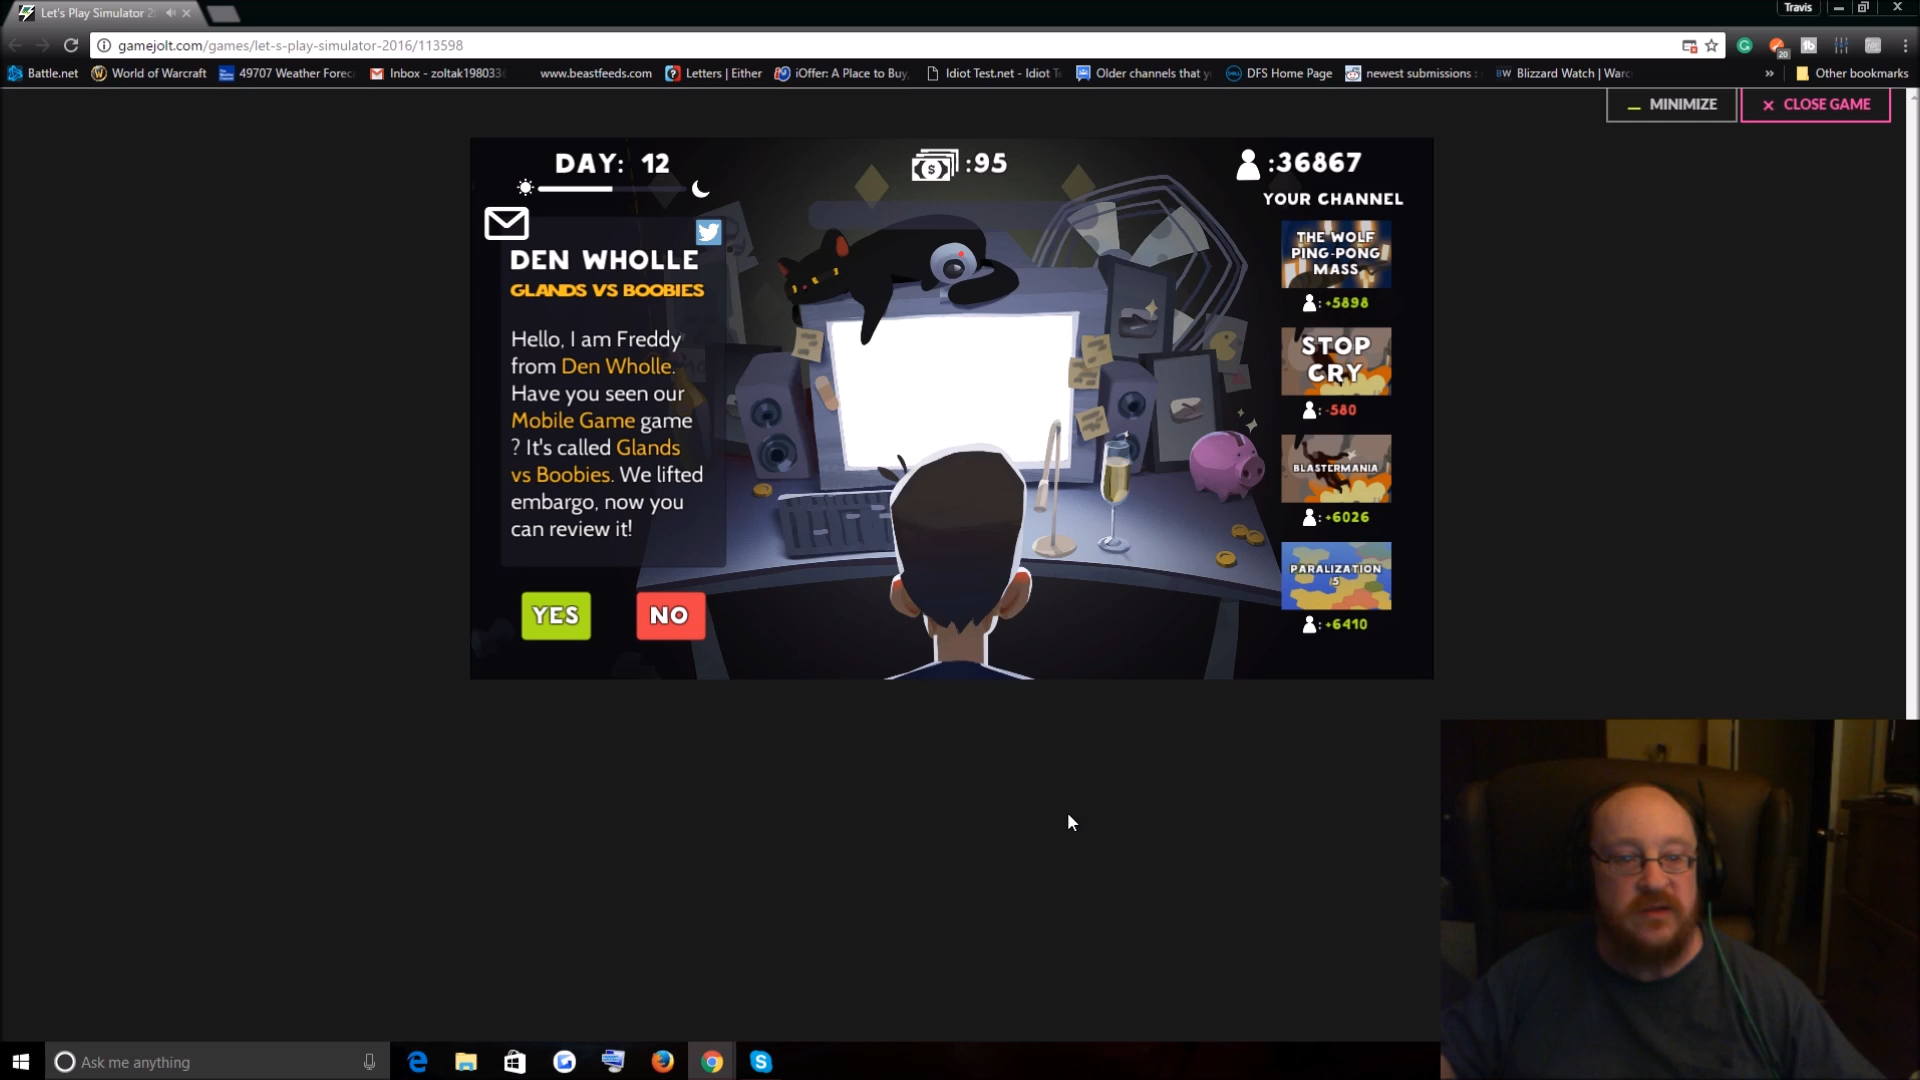 Let's Play Simulator 2
Travis
gamejolt.com/games/let-s-play-simulator-2016/113598
20
Battle.net
World of Warcraft
49707 Weather Forec
Inbox - zoltak198033
www.beastfeeds.com
Letters | Either
iOffer: A Place to Buy,
Idiot Test.net - Idiot T
Older channels that y
DFS Home Page
newest submissions :
BW Blizzard Watch | Warc
»
Other bookmarks
MINIMIZE
CLOSE GAME
DAY: 12
:95
:36867
YOUR CHANNEL
DEN WHOLLE
GLANDS VS BOOBIES
Hello, I am Freddy
from Den Wholle.
Have you seen our
Mobile Game game
? It's called Glands
vs Boobies. We lifted
embargo, now you
can review it!
YES
NO
THE WOLF
PING-PONG
MASS
: +5898
STOP
CRY
: -580
BLASTERMANIA
: +6026
PARALIZATION
5
: +6410
Ask me anything